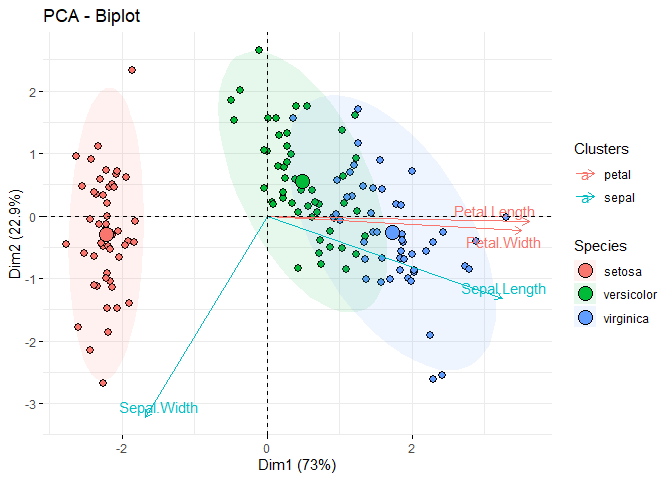 PCA - Biplot
2
1
0
-1
-2
-3
Dim2 (22.9%)
Petal.Length
Petal.Width
Sepal.Length
Sepal.Width
-2
0
2
Dim1 (73%)
Clusters
petal
sepal
Species
setosa
versicolor
virginica